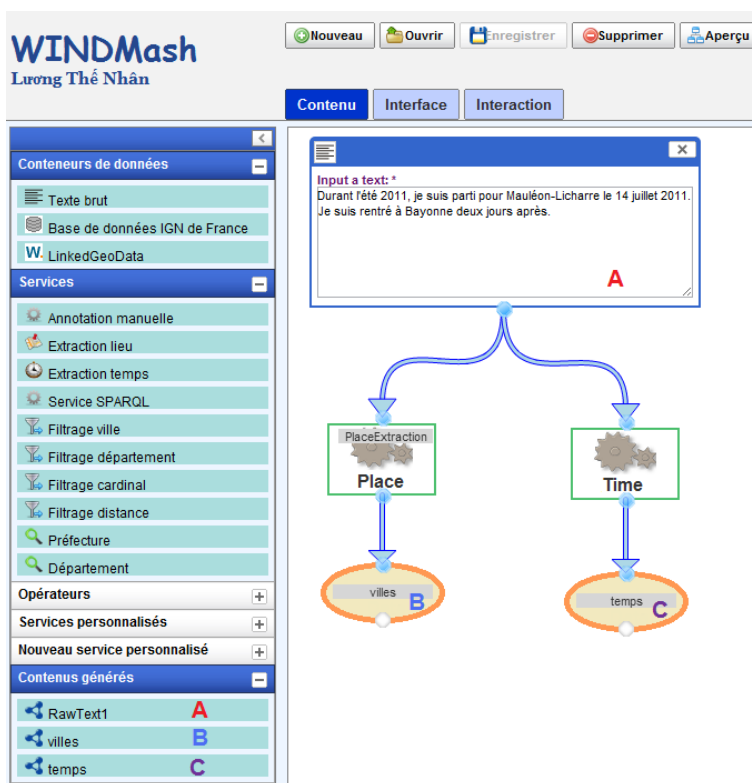 WINDMash
Lương Thế Nhân
Nouveau
Ouvrir
Enregistrer
Supprimer
Aperçu
Contenu
Interface
Interaction
Conteneurs de données
Texte brut
Base de données IGN de France
W. LinkedGeoData
Services
Annotation manuelle
Extraction lieu
Extraction temps
Service SPARQL
Filtrage ville
Filtrage département
Filtrage cardinal
Filtrage distance
Préfecture
Département
Opérateurs
Services personnalisés
Nouveau service personnalisé
Contenus générés
RawText1 A
villes B
temps C
Input a text: *
Durant l'été 2011, je suis parti pour Mauléon-Licharre le 14 juillet 2011.
Je suis rentré à Bayonne deux jours après.
A
PlaceExtraction
Place
Time
villes B
temps C